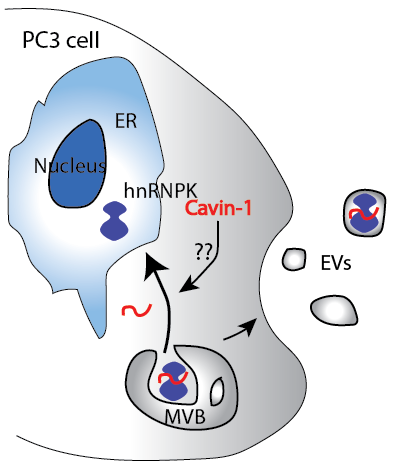 PC3 cell
ER
Nucleus
hnRNPK
Cavin-1
??
EVs
MVB